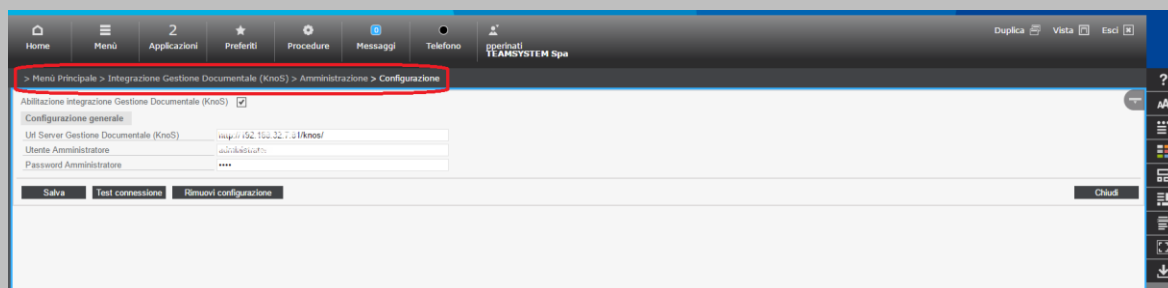 2
0
Home Menù Applicazioni Preferiti Procedure Messaggi Telefono pperinati
TEAMSYSTEM Spa
Duplica Vista Esci
> Menù Principale > Integrazione Gestione Documentale (KnoS) > Amministrazione > Configurazione
Abilitazione integrazione Gestione Documentale (KnoS)
Configurazione generale
Url Server Gestione Documentale (KnoS) /knos/
Utente Amministratore
Password Amministratore ••••
Salva Test connessione Rimuovi configurazione Chiudi
?
AA